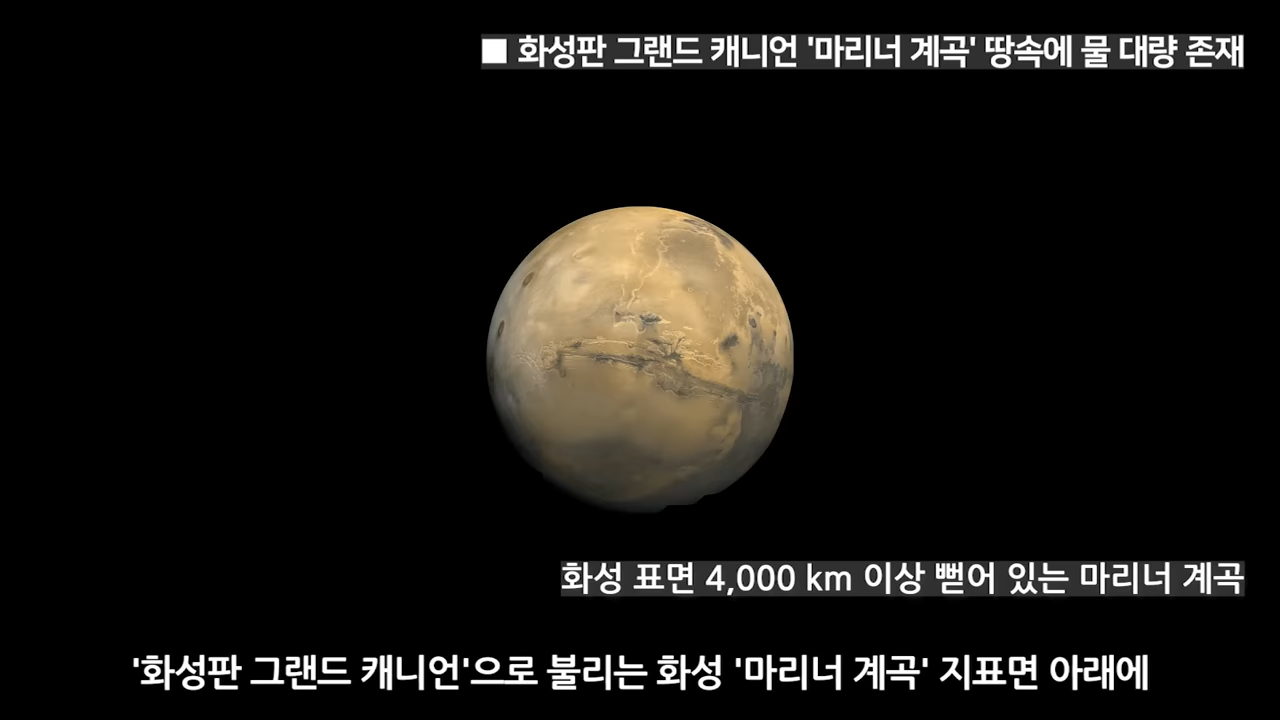 ■ 화성판 그랜드 캐니언 '마리너 계곡' 땅속에 물 대량 존재
화성 표면 4,000 km 이상 뻗어 있는 마리너 계곡
'화성판 그랜드 캐니언'으로 불리는 화성 '마리너 계곡' 지표면 아래에